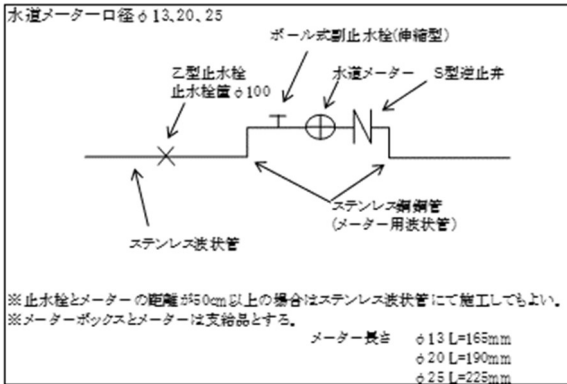 水道メーター口径φ13,20,25
ボール式副止水栓(伸縮型)
乙型止水栓
止水栓筺φ100
水道メーター
S型逆止弁
ステンレス鋼鋼管
(メーター用波状管)
ステンレス波状管
※止水栓とメーターの距離が50cm以上の場合はステンレス波状管にて施工してもよい。
※メーターボックスとメーターは支給品とする。
メーター長さ φ13 L=165mm
φ20 L=190mm
φ25 L=225mm